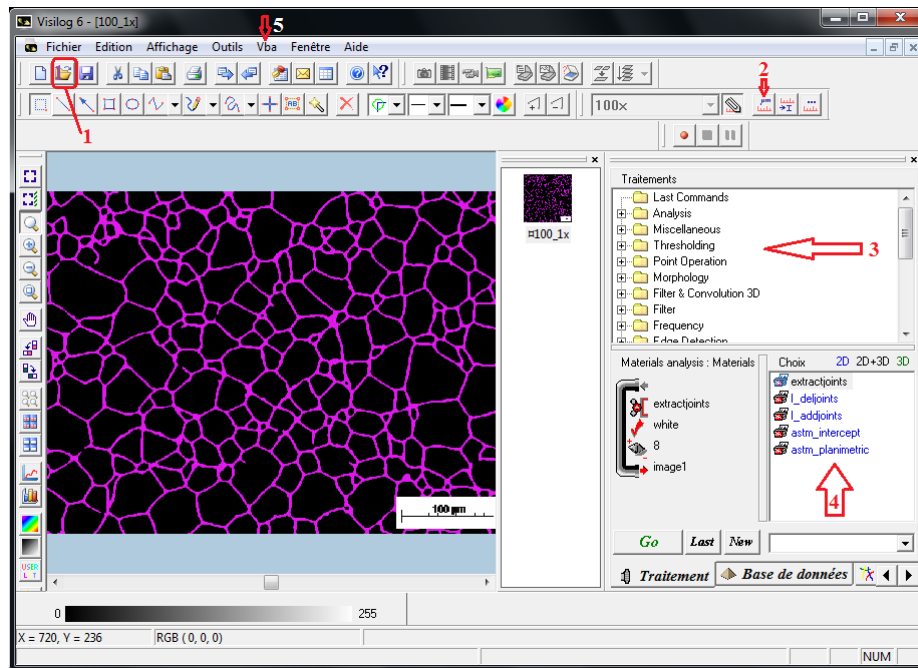 Visilog 6 - [100_1x]
5
Fichier Edition Affichage Outils Vba Fenêtre Aide
1
AB
100x
2
Traitements
Last Commands
Analysis
Miscellaneous
Thresholding
Point Operation
Morphology
Filter & Convolution 3D
Filter
Frequency
Edge Detection
3
¤100_1x
100 µm
Materials analysis : Materials
extractjoints
white
8
image1
Choix 2D 2D+3D 3D
extractjoints
l_deljoints
l_addjoints
astm_intercept
astm_planimetric
4
Go Last New
Traitement Base de données
USER
L T
0 255
X = 720, Y = 236 RGB ( 0, 0, 0)
NUM